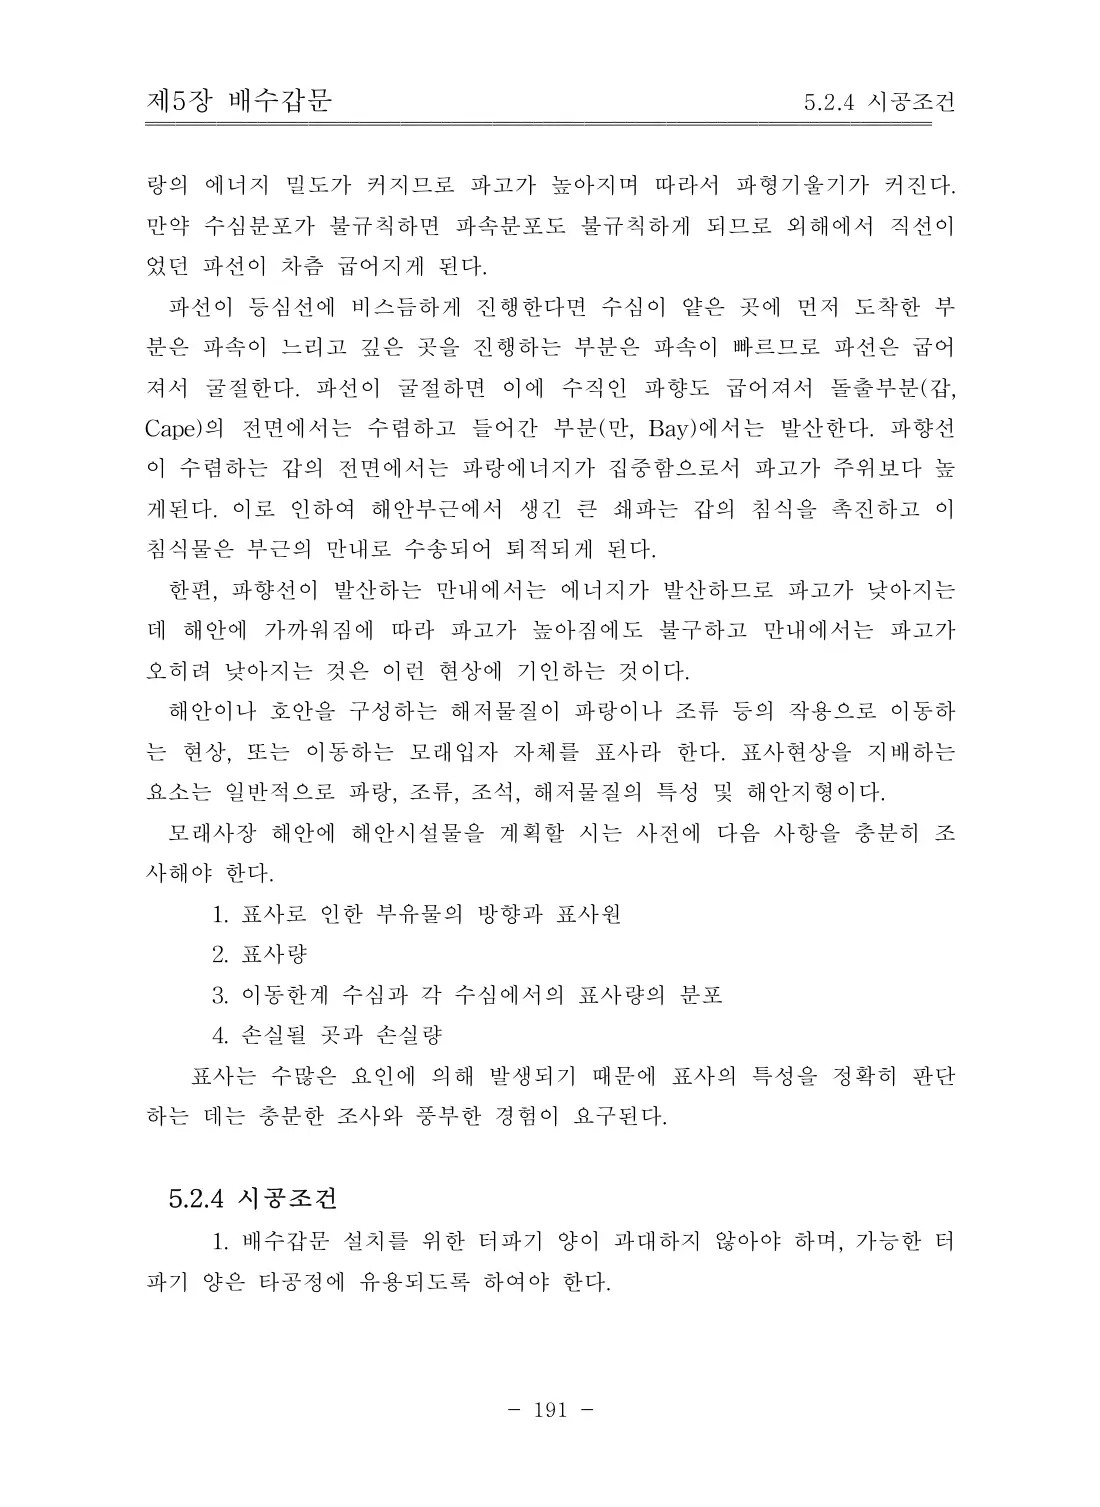 제5장 배수갑문
5.2.4 시공조건
랑의 에너지 밀도가 커지므로 파고가 높아지며 따라서 파형기울기가 커진다.
만약 수심분포가 불규칙하면 파속분포도 불규칙하게 되므로 외해에서 직선이
었던 파선이 차츰 굽어지게 된다.
파선이 등심선에 비스듬하게 진행한다면 수심이 얕은 곳에 먼저 도착한 부
분은 파속이 느리고 깊은 곳을 진행하는 부분은 파속이 빠르므로 파선은 굽어
져서 굴절한다. 파선이 굴절하면 이에 수직인 파향도 굽어져서 돌출부분(갑,
Cape)의 전면에서는 수렴하고 들어간 부분(만, Bay)에서는 발산한다. 파향선
이 수렴하는 갑의 전면에서는 파랑에너지가 집중함으로서 파고가 주위보다 높
게된다. 이로 인하여 해안부근에서 생긴 큰 쇄파는 갑의 침식을 촉진하고 이
침식물은 부근의 만내로 수송되어 퇴적되게 된다.
한편, 파향선이 발산하는 만내에서는 에너지가 발산하므로 파고가 낮아지는
데 해안에 가까워짐에 따라 파고가 높아짐에도 불구하고 만내에서는 파고가
오히려 낮아지는 것은 이런 현상에 기인하는 것이다.
해안이나 호안을 구성하는 해저물질이 파랑이나 조류 등의 작용으로 이동하
는 현상, 또는 이동하는 모래입자 자체를 표사라 한다. 표사현상을 지배하는
요소는 일반적으로 파랑, 조류, 조석, 해저물질의 특성 및 해안지형이다.
모래사장 해안에 해안시설물을 계획할 시는 사전에 다음 사항을 충분히 조
사해야 한다.
1. 표사로 인한 부유물의 방향과 표사원
2. 표사량
3. 이동한계 수심과 각 수심에서의 표사량의 분포
4. 손실될 곳과 손실량
표사는 수많은 요인에 의해 발생되기 때문에 표사의 특성을 정확히 판단
하는 데는 충분한 조사와 풍부한 경험이 요구된다.
5.2.4 시공조건
1. 배수갑문 설치를 위한 터파기 양이 과대하지 않아야 하며, 가능한 터
파기 양은 타공정에 유용되도록 하여야 한다.
- 191 -